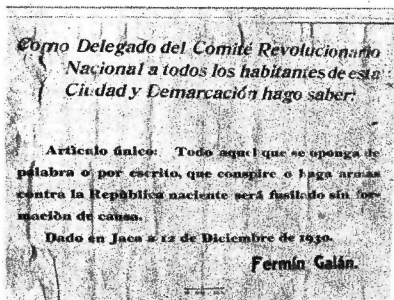 Como Delegado del Comité Revolucionario
Nacional a todos los habitantes de esta
Ciudad y Demarcación hago saber:
Artículo único: Todo aquel que se oponga de
palabra o por escrito, que conspire o haga armas
contra la República naciente será fusilado sin for-
mación de causa.
Dado en Jaca a 12 de Diciembre de 1930.
Fermín Galán.